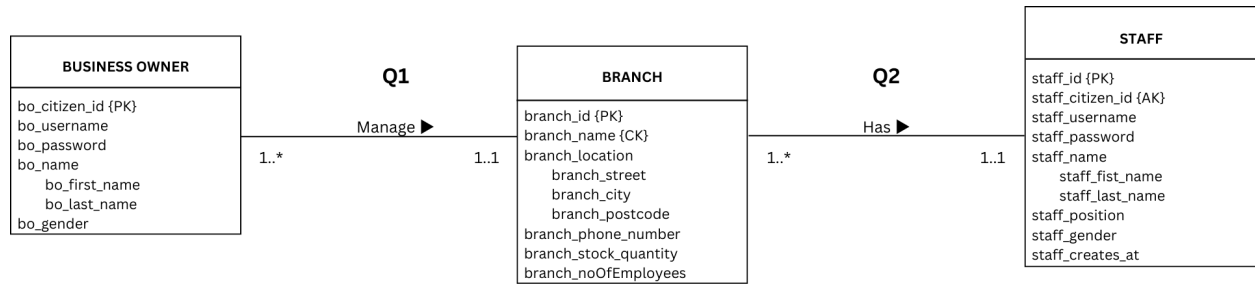 BUSINESS OWNER
bo_citizen_id {PK}
bo_username
bo_password
bo_name
bo_first_name
bo_last_name
bo_gender
Q1
Manage ▶
1..*
1..1
BRANCH
branch_id {PK}
branch_name {CK}
branch_location
branch_street
branch_city
branch_postcode
branch_phone_number
branch_stock_quantity
branch_noOfEmployees
Q2
Has ▶
1..*
1..1
STAFF
staff_id {PK}
staff_citizen_id {AK}
staff_username
staff_password
staff_name
staff_fist_name
staff_last_name
staff_position
staff_gender
staff_creates_at